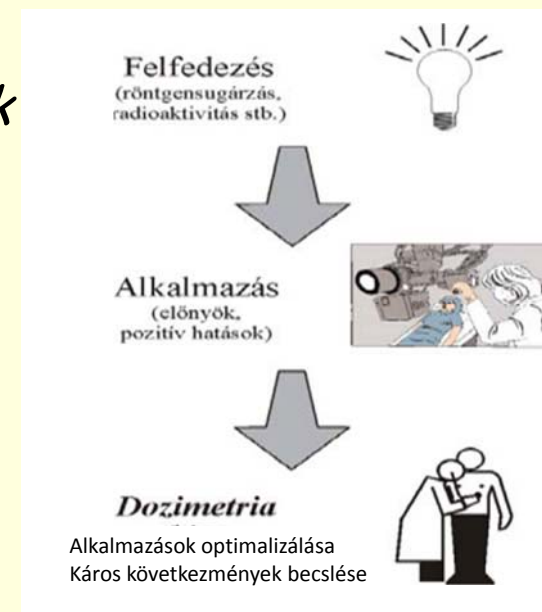 k
Felfedezés
(röntgensugárzás,
radioaktivitás stb.)
Alkalmazás
(előnyök,
pozitív hatások)
Dozimetria
Alkalmazások optimalizálása
Káros következmények becslése